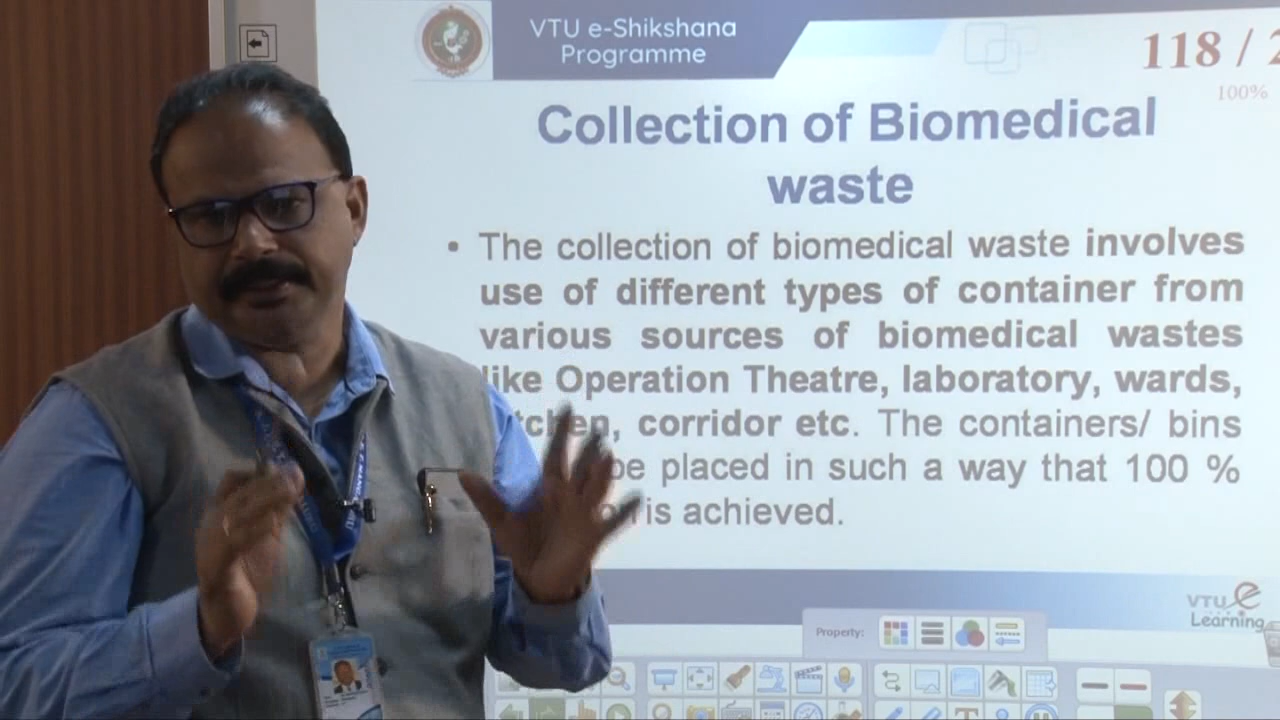 VTU e-Shikshana
Programme
118 / 2
100%
Collection of Biomedical
waste
• The collection of biomedical waste involves
use of different types of container from
various sources of biomedical wastes
like Operation Theatre, laboratory, wards,
corridor etc. The containers/ bins
be placed in such a way that 100 %
is achieved.
VTU e
Learning
Property: